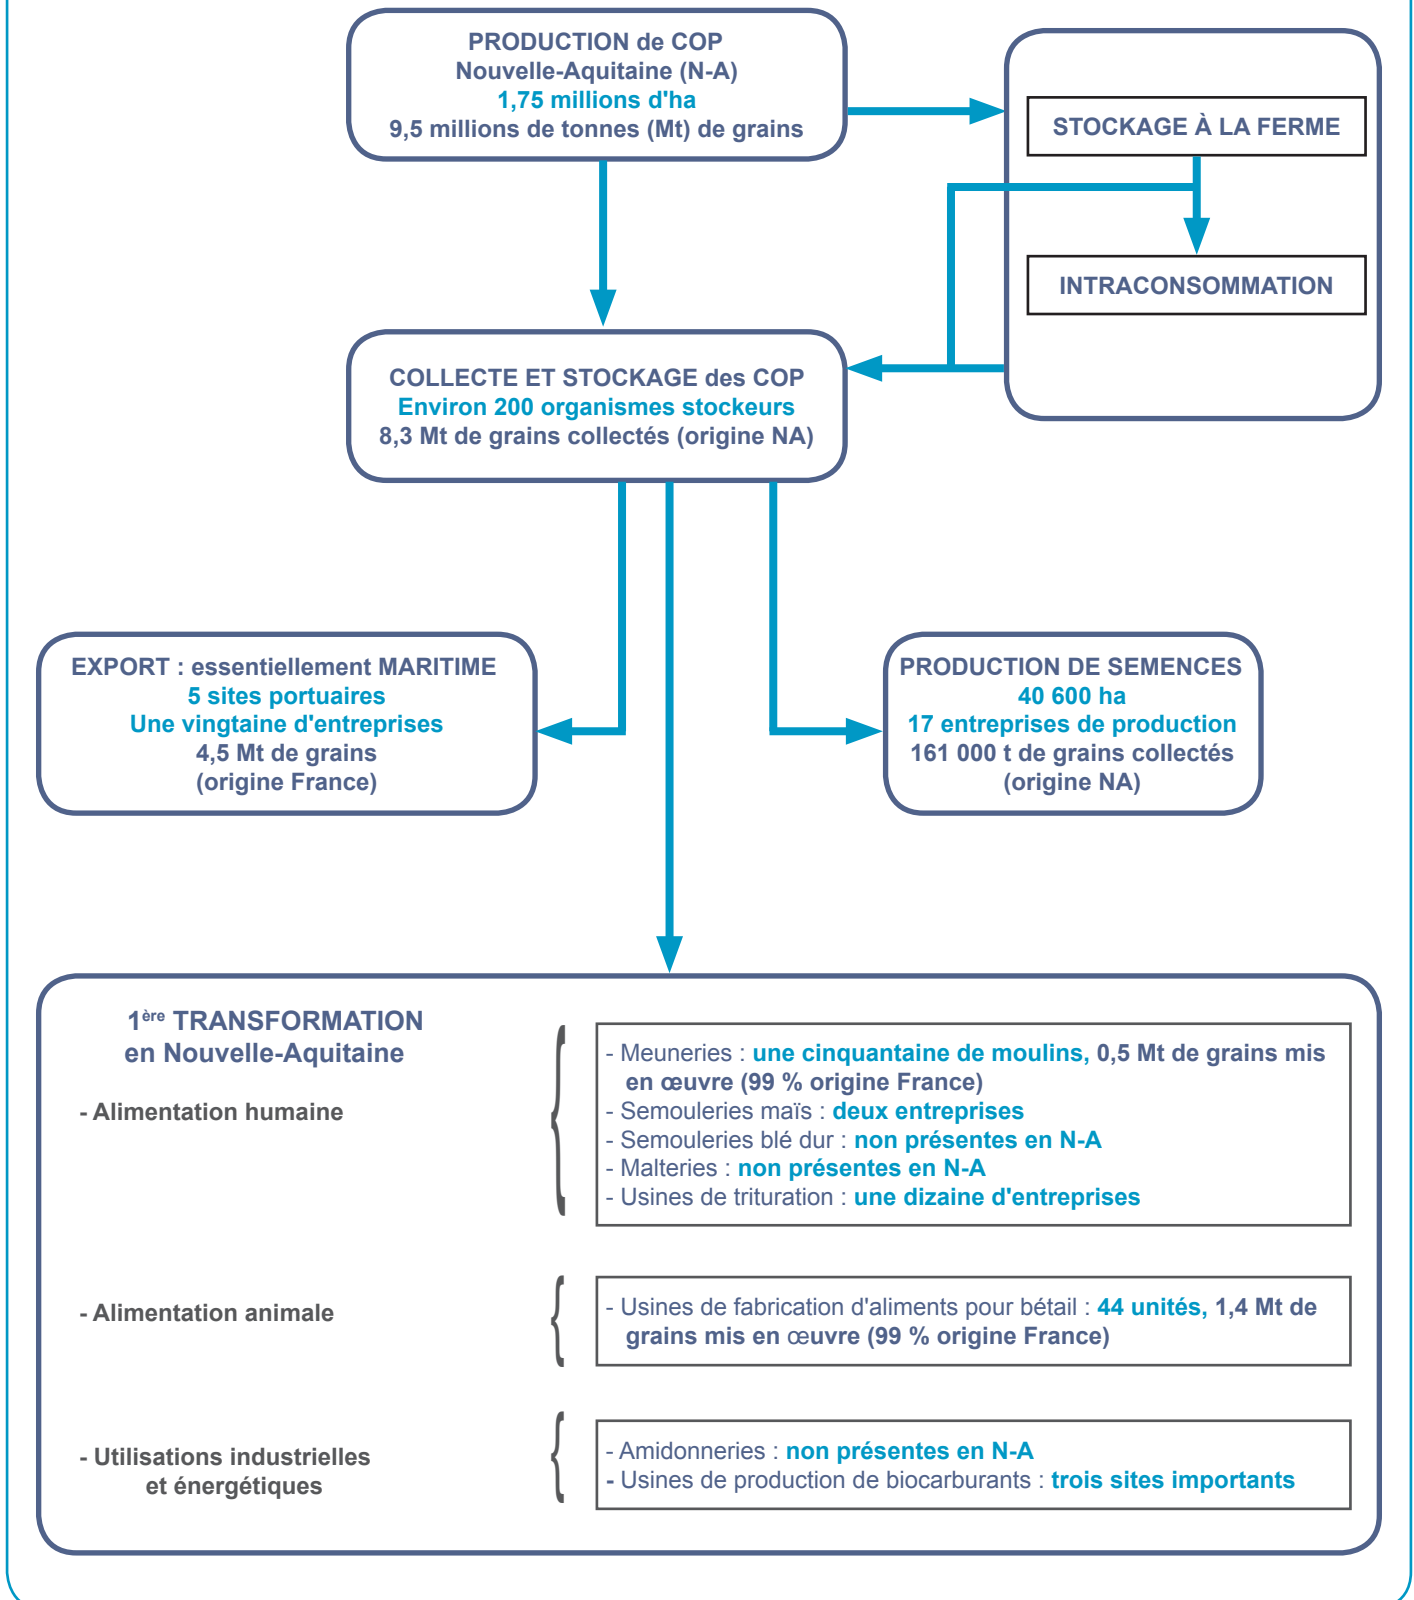 PRODUCTION de COP
Nouvelle-Aquitaine (N-A)
1,75 millions d'ha
9,5 millions de tonnes (Mt) de grains
STOCKAGE À LA FERME
INTRACONSOMMATION
COLLECTE ET STOCKAGE des COP
Environ 200 organismes stockeurs
8,3 Mt de grains collectés (origine NA)
EXPORT : essentiellement MARITIME
5 sites portuaires
Une vingtaine d'entreprises
4,5 Mt de grains
(origine France)
PRODUCTION DE SEMENCES
40 600 ha
17 entreprises de production
161 000 t de grains collectés
(origine NA)
1ère TRANSFORMATION
en Nouvelle-Aquitaine
- Alimentation humaine
- Meuneries : une cinquantaine de moulins, 0,5 Mt de grains mis
en œuvre (99 % origine France)
- Semouleries maïs : deux entreprises
- Semouleries blé dur : non présentes en N-A
- Malteries : non présentes en N-A
- Usines de trituration : une dizaine d'entreprises
- Alimentation animale
- Usines de fabrication d'aliments pour bétail : 44 unités, 1,4 Mt de
grains mis en œuvre (99 % origine France)
- Utilisations industrielles
et énergétiques
- Amidonneries : non présentes en N-A
- Usines de production de biocarburants : trois sites importants